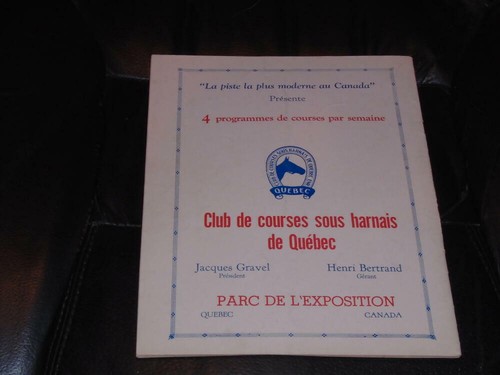 "La piste la plus moderne au Canada"
Présente
4 programmes de courses par semaine
QUEBEC
Club de courses sous harnais
de Québec
Jacques Gravel Henri Bertrand
Président Gérant
PARC DE L'EXPOSITION
QUEBEC CANADA